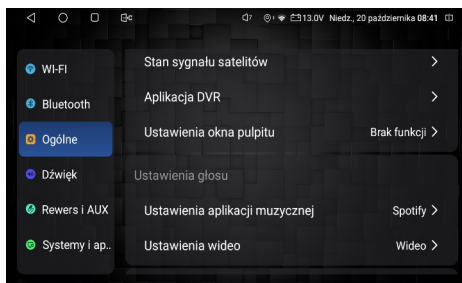 7 13.0V Niedz., 20 października 08:41
WI-FI
Bluetooth
Ogólne
Dźwięk
Rewers i AUX
Systemy i ap..
Stan sygnału satelitów
Aplikacja DVR
Ustawienia okna pulpitu Brak funkcji
Ustawienia głosu
Ustawienia aplikacji muzycznej Spotify
Ustawienia wideo Wideo